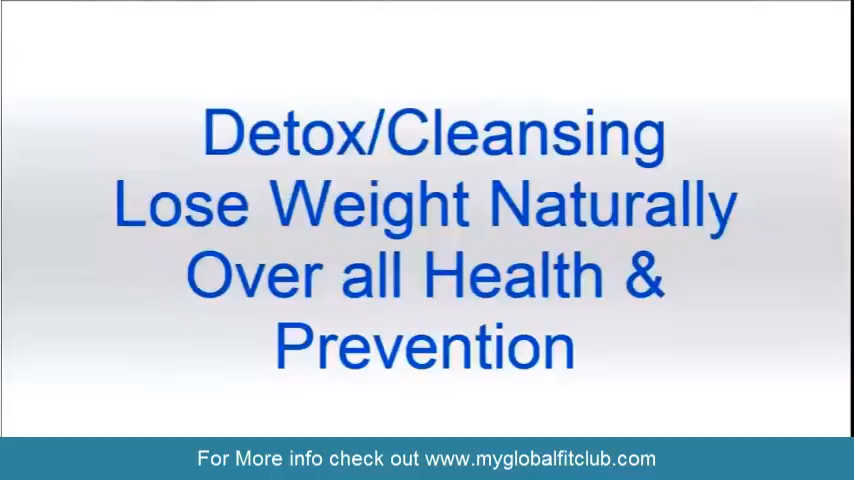 Detox/Cleansing
Lose Weight Naturally
Over all Health &
Prevention
For More info check out www.myglobalfitclub.com